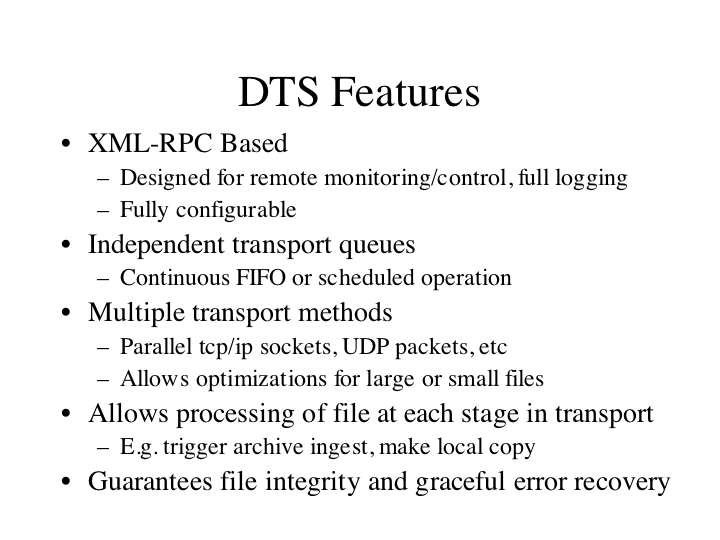 DTS Features
• XML-RPC Based
– Designed for remote monitoring/control, full logging
– Fully configurable
• Independent transport queues
– Continuous FIFO or scheduled operation
• Multiple transport methods
– Parallel tcp/ip sockets, UDP packets, etc
– Allows optimizations for large or small files
• Allows processing of file at each stage in transport
– E.g. trigger archive ingest, make local copy
• Guarantees file integrity and graceful error recovery